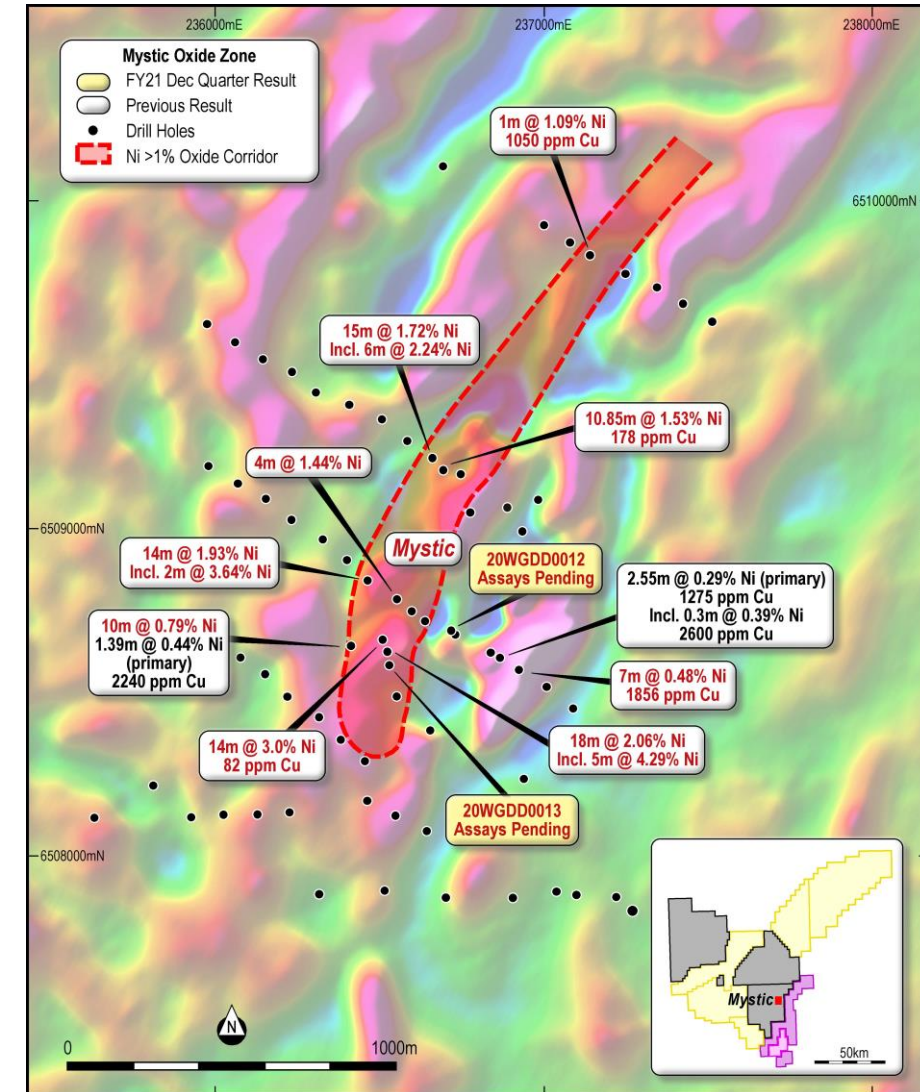 236000mE
237000mE
238000mE
Mystic Oxide Zone
FY21 Dec Quarter Result
Previous Result
Drill Holes
Ni >1% Oxide Corridor
1m @ 1.09% Ni
1050 ppm Cu
6510000mN
15m @ 1.72% Ni
Incl. 6m @ 2.24% Ni
10.85m @ 1.53% Ni
178 ppm Cu
4m @ 1.44% Ni
6509000mN
Mystic
14m @ 1.93% Ni
Incl. 2m @ 3.64% Ni
20WGDD0012
Assays Pending
2.55m @ 0.29% Ni (primary)
1275 ppm Cu
Incl. 0.3m @ 0.39% Ni
2600 ppm Cu
10m @ 0.79% Ni
1.39m @ 0.44% Ni
(primary)
2240 ppm Cu
7m @ 0.48% Ni
1856 ppm Cu
14m @ 3.0% Ni
82 ppm Cu
18m @ 2.06% Ni
Incl. 5m @ 4.29% Ni
20WGDD0013
Assays Pending
6508000mN
Mystic
50km
N
0
1000m